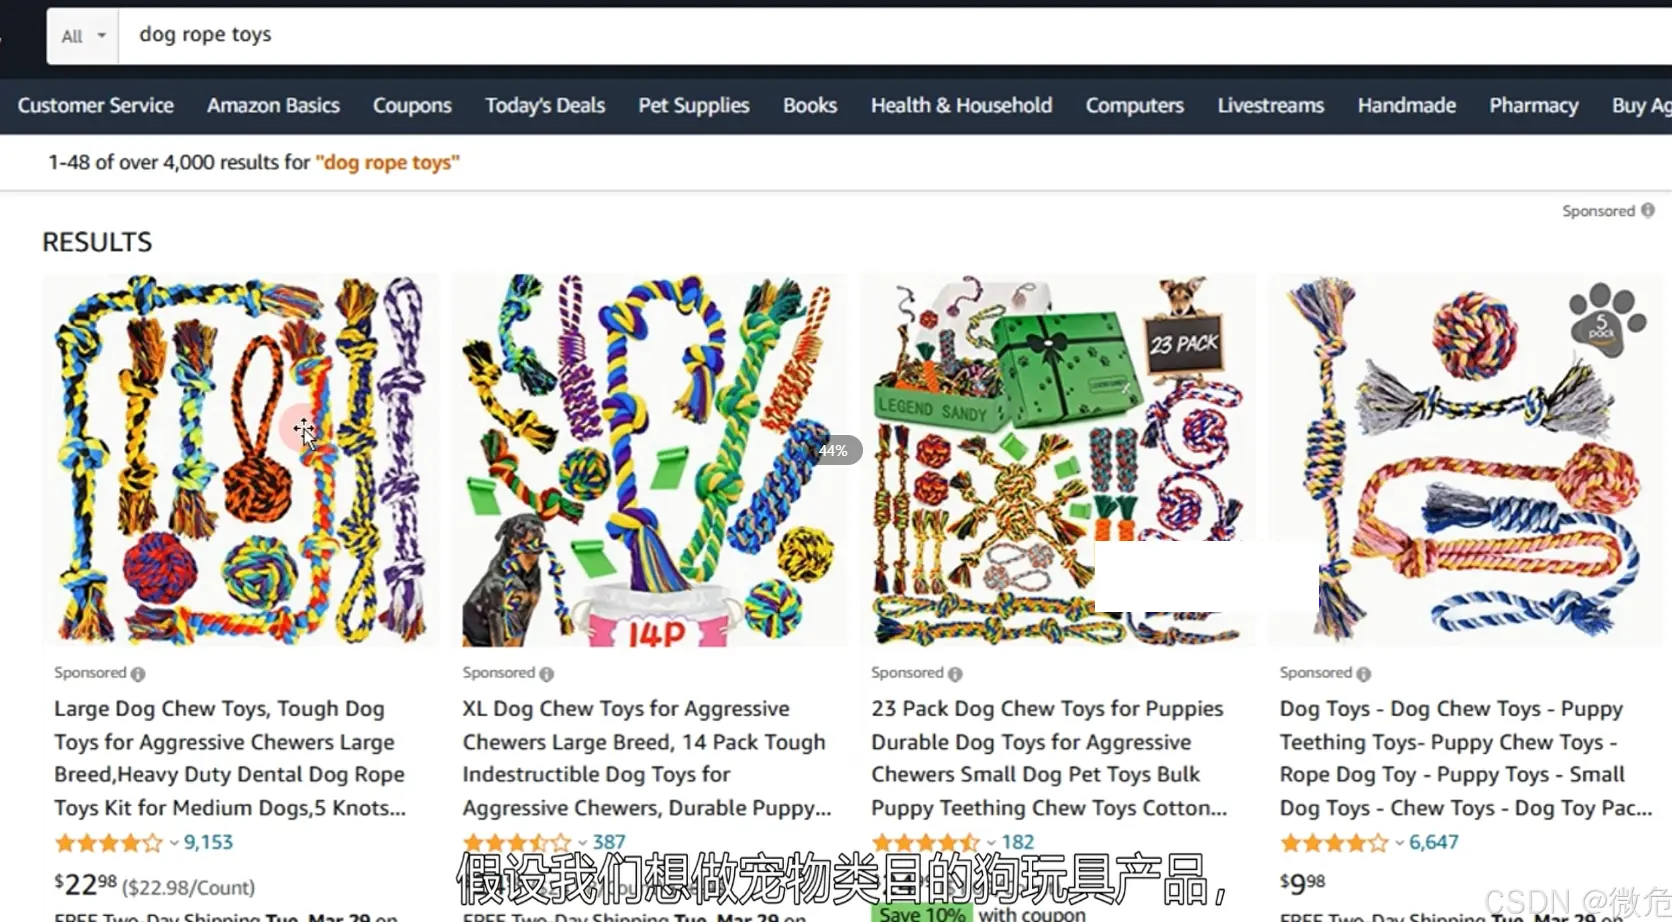 All
dog rope toys
Customer Service Amazon Basics Coupons Today's Deals Pet Supplies Books Health & Household Computers Livestreams Handmade Pharmacy Buy Ag
1-48 of over 4,000 results for "dog rope toys"
Sponsored
RESULTS
23 PACK
LEGEND SANDY
5
pack
44%
14P
Sponsored
Large Dog Chew Toys, Tough Dog
Toys for Aggressive Chewers Large
Breed,Heavy Duty Dental Dog Rope
Toys Kit for Medium Dogs,5 Knots...
9,153
$22.98 ($22.98/Count)
FREE Two-Day Shipping Tue, Mar 29 on
Sponsored
XL Dog Chew Toys for Aggressive
Chewers Large Breed, 14 Pack Tough
Indestructible Dog Toys for
Aggressive Chewers, Durable Puppy...
387
FREE Two-Day Shipping Tue, Mar 29 on
Sponsored
23 Pack Dog Chew Toys for Puppies
Durable Dog Toys for Aggressive
Chewers Small Dog Pet Toys Bulk
Puppy Teething Chew Toys Cotton...
182
Save 10% with coupon
Sponsored
Dog Toys - Dog Chew Toys - Puppy
Teething Toys- Puppy Chew Toys -
Rope Dog Toy - Puppy Toys - Small
Dog Toys - Chew Toys - Dog Toy Pac...
6,647
$9.98
FREE Two-Day Shipping Tue, Mar 29 on
假设我们想做宠物类目的狗玩具产品，
CSDN @微危